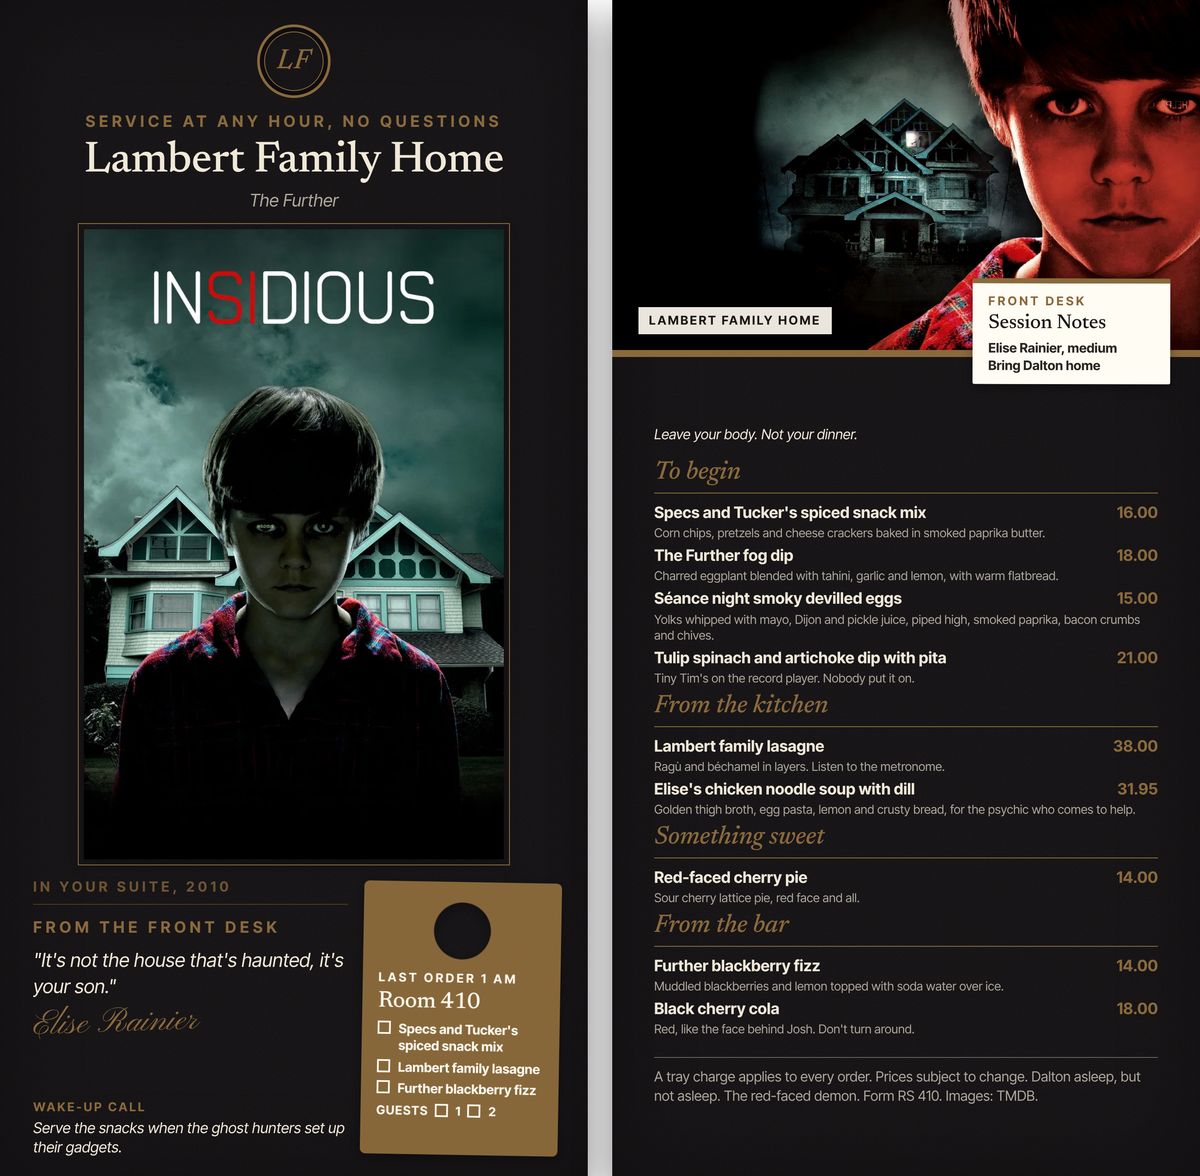 LF
SERVICE AT ANY HOUR, NO QUESTIONS
Lambert Family Home
The Further
INSIDIOUS
IN YOUR SUITE, 2010
FROM THE FRONT DESK
"It's not the house that's haunted, it's
your son."
Elise Rainier
WAKE-UP CALL
Serve the snacks when the ghost hunters set up
their gadgets.
LAST ORDER 1 AM
Room 410
Specs and Tucker's
spiced snack mix
Lambert family lasagne
Further blackberry fizz
GUESTS 1 2
LAMBERT FAMILY HOME
FRONT DESK
Session Notes
Elise Rainier, medium
Bring Dalton home
Leave your body. Not your dinner.
To begin
Specs and Tucker's spiced snack mix 16.00
Corn chips, pretzels and cheese crackers baked in smoked paprika butter.
The Further fog dip 18.00
Charred eggplant blended with tahini, garlic and lemon, with warm flatbread.
Séance night smoky devilled eggs 15.00
Yolks whipped with mayo, Dijon and pickle juice, piped high, smoked paprika, bacon crumbs
and chives.
Tulip spinach and artichoke dip with pita 21.00
Tiny Tim's on the record player. Nobody put it on.
From the kitchen
Lambert family lasagne 38.00
Ragù and béchamel in layers. Listen to the metronome.
Elise's chicken noodle soup with dill 31.95
Golden thigh broth, egg pasta, lemon and crusty bread, for the psychic who comes to help.
Something sweet
Red-faced cherry pie 14.00
Sour cherry lattice pie, red face and all.
From the bar
Further blackberry fizz 14.00
Muddled blackberries and lemon topped with soda water over ice.
Black cherry cola 18.00
Red, like the face behind Josh. Don't turn around.
A tray charge applies to every order. Prices subject to change. Dalton asleep, but
not asleep. The red-faced demon. Form RS 410. Images: TMDB.